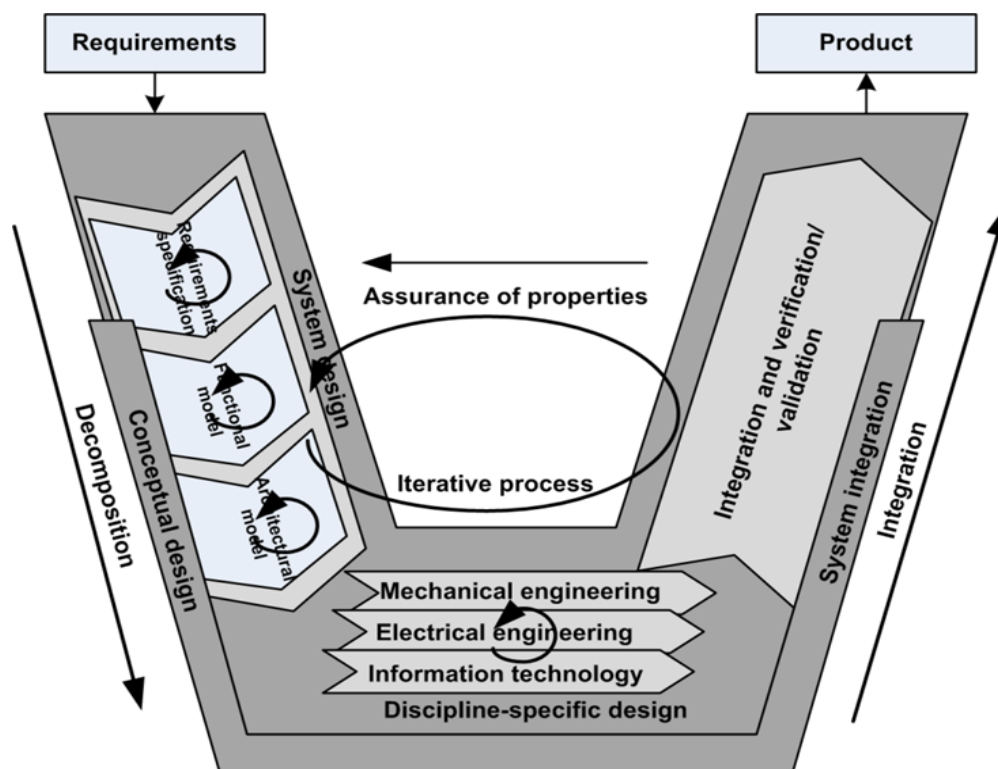 Requirements
Product
Requirements
specification
Functional
model
Architectural
model
System design
Conceptual design
Decomposition
Assurance of properties
Iterative process
Mechanical engineering
Electrical engineering
Information technology
Discipline-specific design
Integration and verification/
validation
System integration
Integration